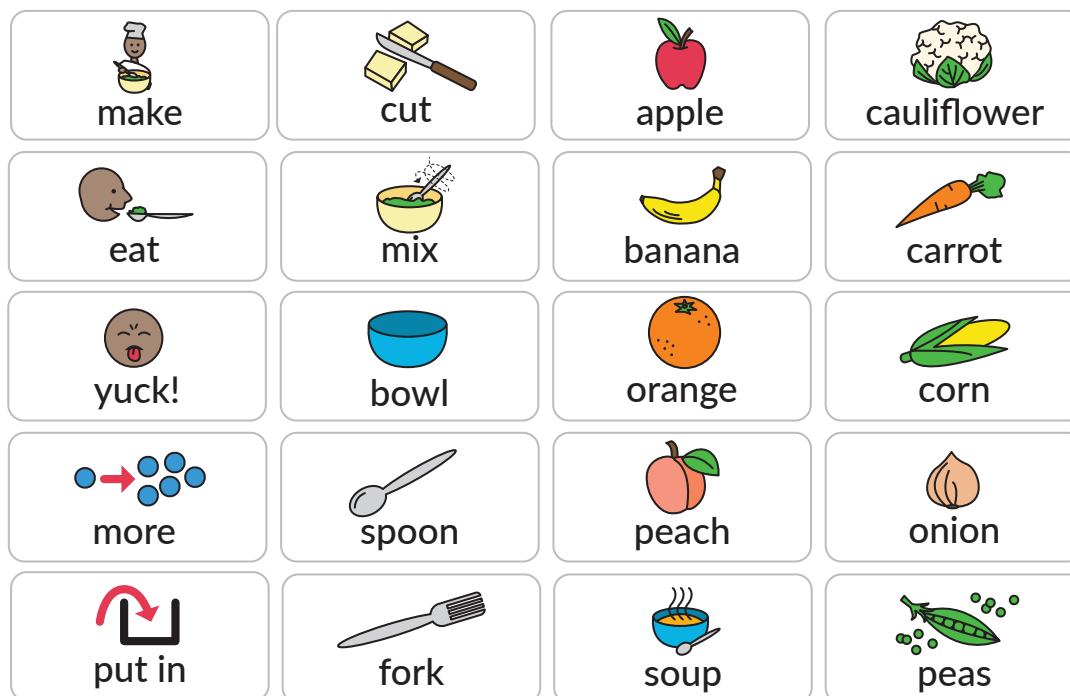 make
cut
apple
cauliflower
eat
mix
banana
carrot
yuck!
bowl
orange
corn
more
spoon
peach
onion
put in
fork
soup
peas